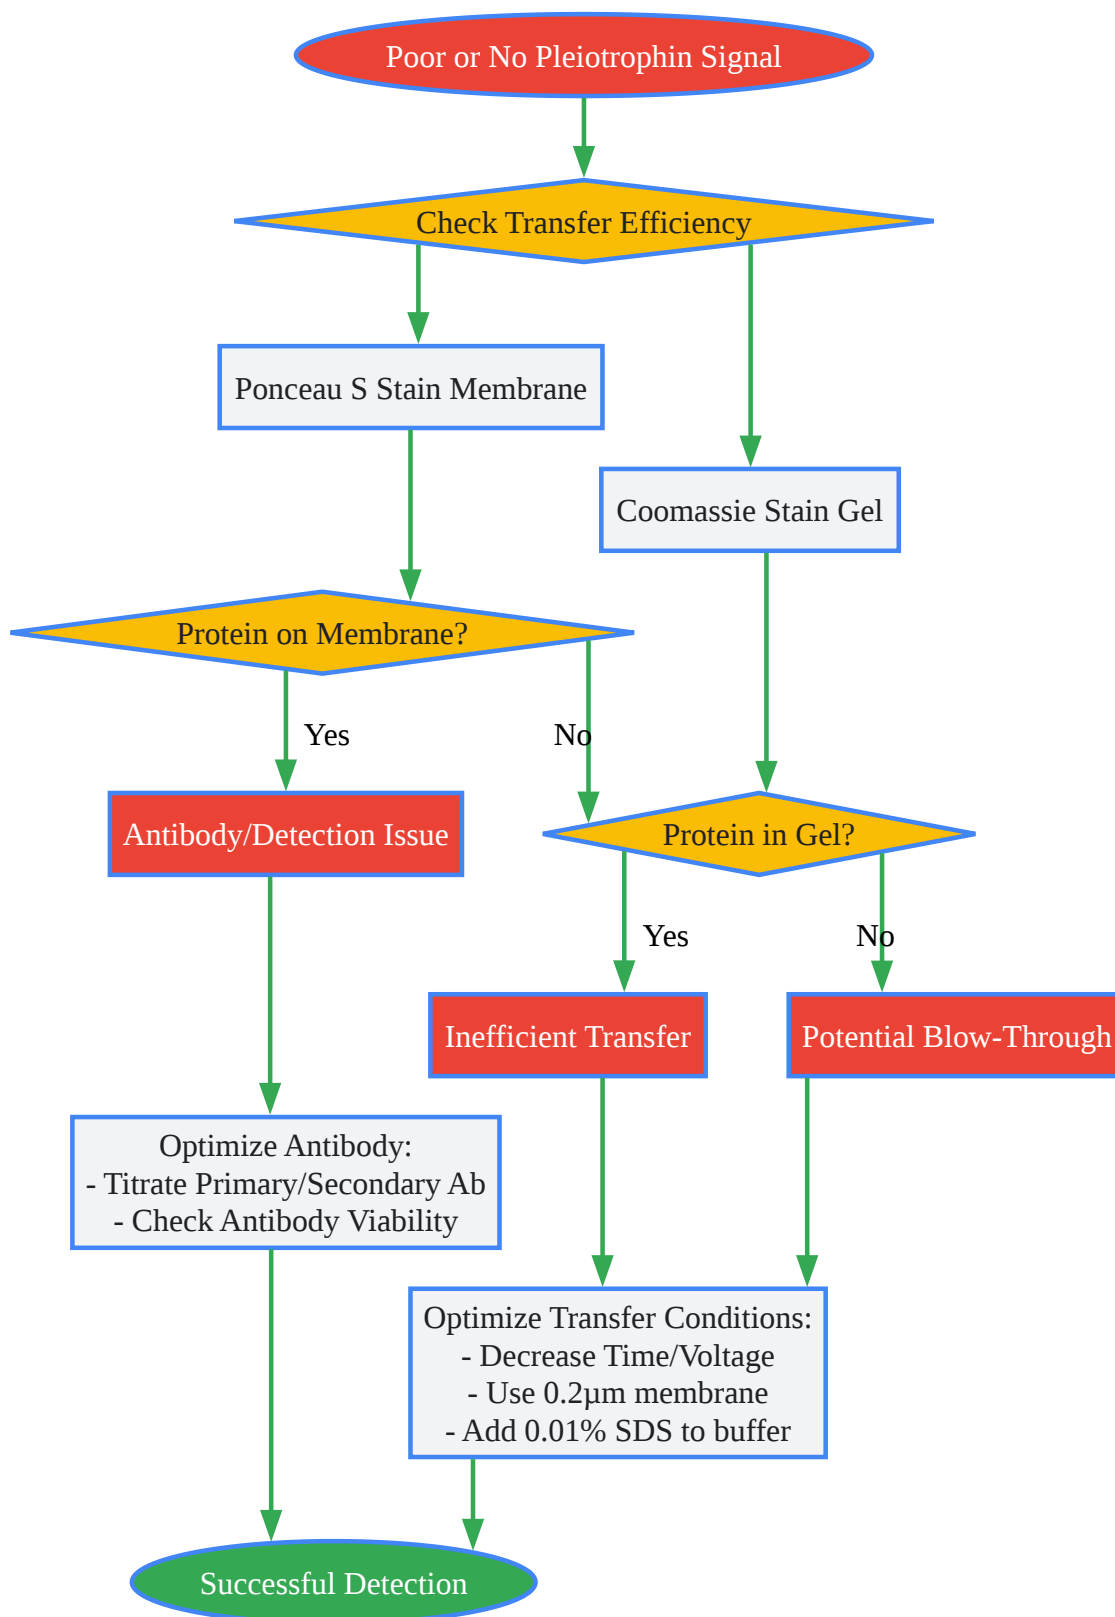 Poor or No Pleiotrophin Signal
Check Transfer Efficiency
Ponceau S Stain Membrane
Coomassie Stain Gel
Protein on Membrane?
Yes
No
Antibody/Detection Issue
Protein in Gel?
Yes
No
Inefficient Transfer
Potential Blow-Through
Optimize Antibody:
- Titrate Primary/Secondary Ab
- Check Antibody Viability
Optimize Transfer Conditions:
- Decrease Time/Voltage
- Use 0.2µm membrane
- Add 0.01% SDS to buffer
Successful Detection